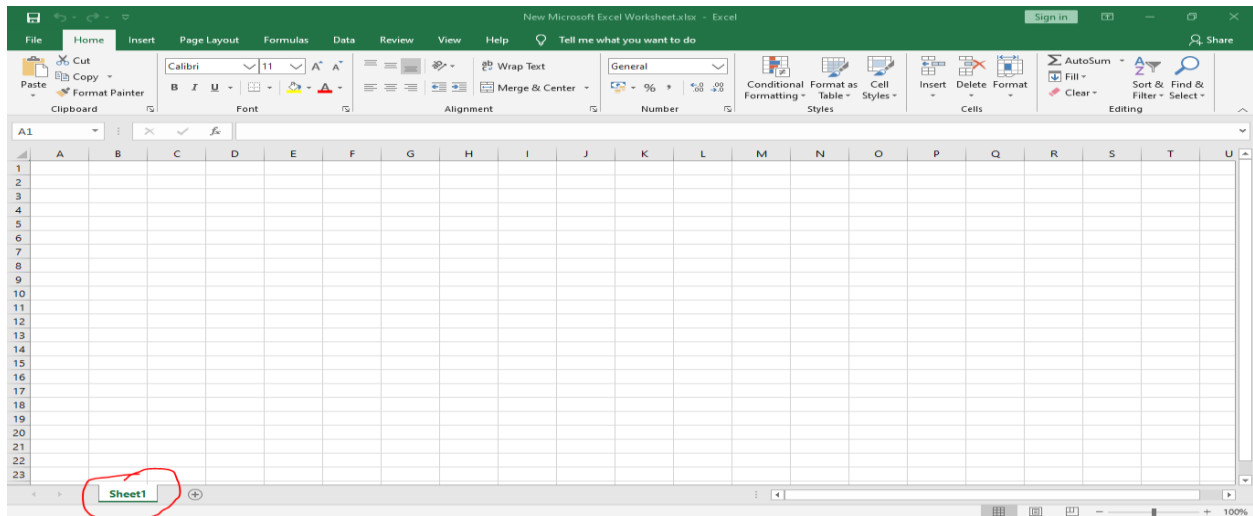 New Microsoft Excel Worksheet.xlsx - Excel
Sign in
File Home Insert Page Layout Formulas Data Review View Help Tell me what you want to do Share
Paste
Cut
Copy
Format Painter
Clipboard
Calibri 11 A A
B I U A
Font
Wrap Text
Merge & Center
Alignment
General
% ,
Number
Conditional Formatting
Format as Table
Cell Styles
Styles
Insert Delete Format
Cells
AutoSum
Fill
Clear
Sort & Filter
Find & Select
Editing
A1 fx
A B C D E F G H I J K L M N O P Q R S T U
1
2
3
4
5
6
7
8
9
10
11
12
13
14
15
16
17
18
19
20
21
22
23
Sheet1
100%